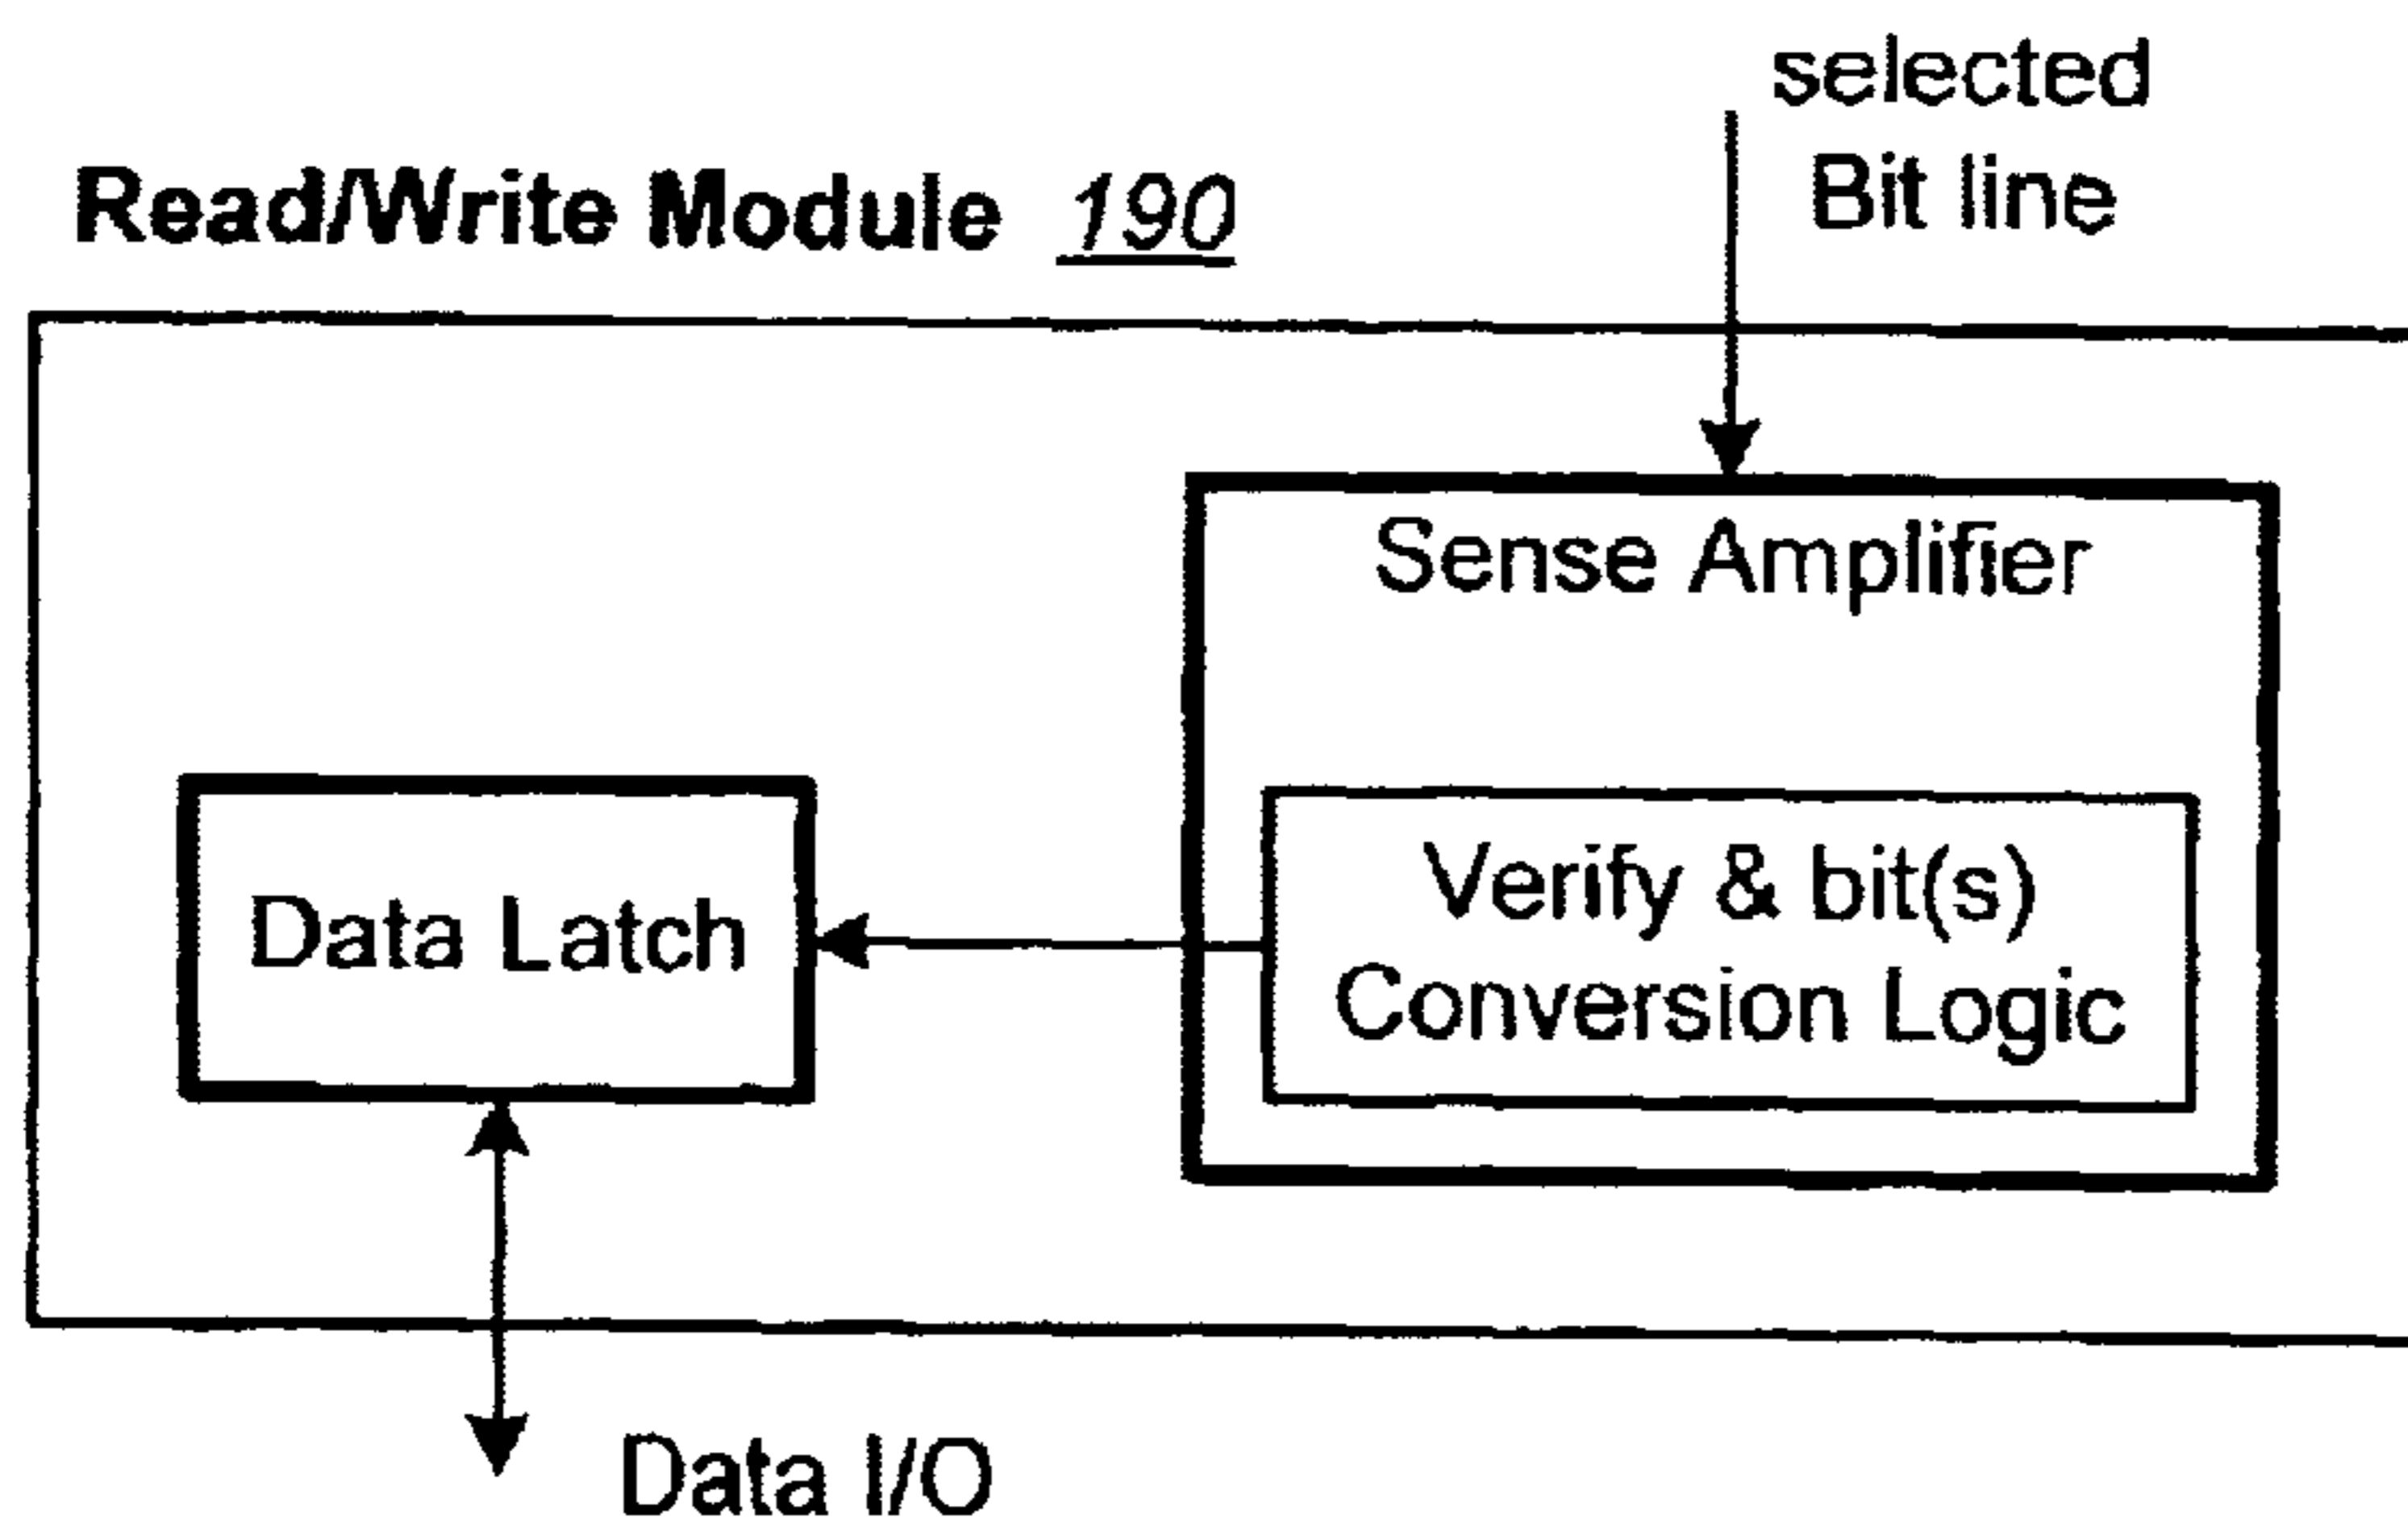 selected
Bit line
Read/Write Module 190
Sense Amplifier
Verify & bit(s)
Conversion Logic
Data Latch
Data I/O